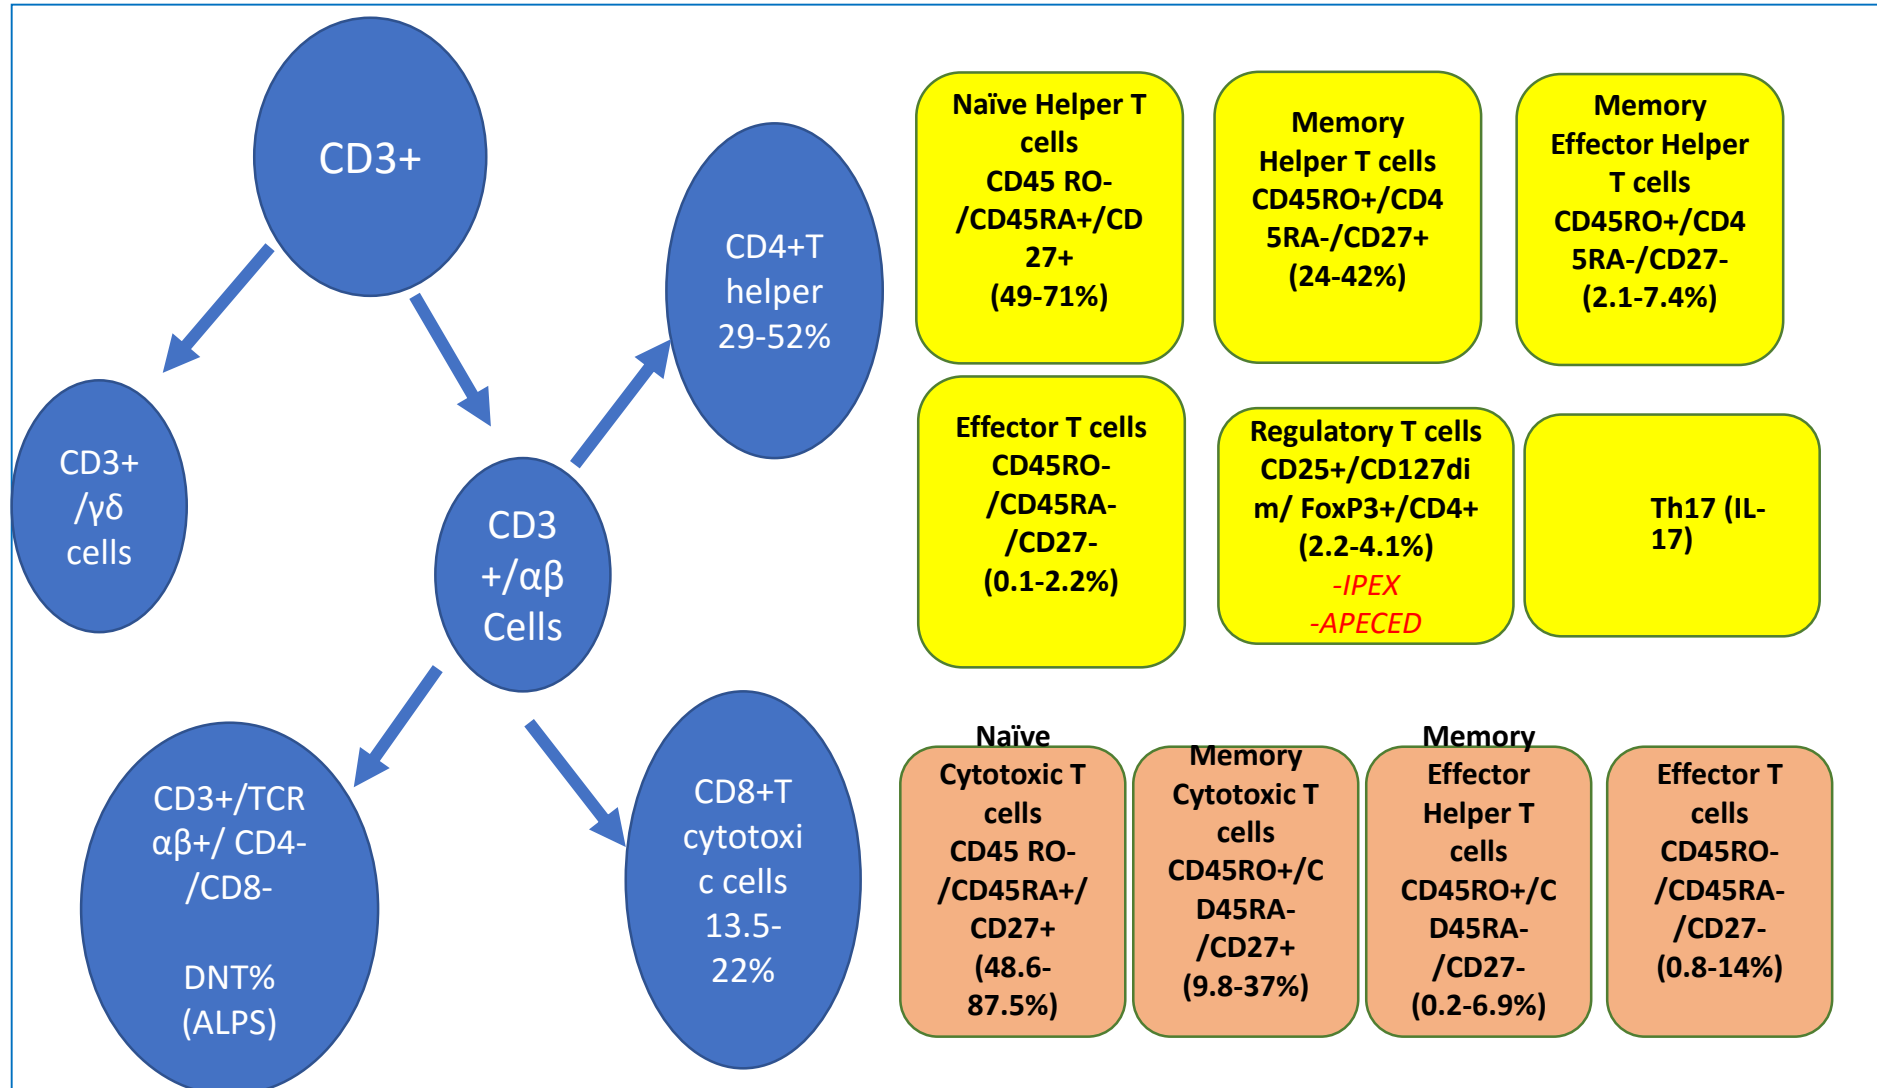 CD3+
CD3+
/γδ
cells
CD3
+/αβ
Cells
CD4+T
helper
29-52%
CD3+/TCR
αβ+/ CD4-
/CD8-
DNT%
(ALPS)
CD8+T
cytotoxi
c cells
13.5-
22%
Naïve Helper T
cells
CD45 RO-
/CD45RA+/CD
27+
(49-71%)
Memory
Helper T cells
CD45RO+/CD4
5RA-/CD27+
(24-42%)
Memory
Effector Helper
T cells
CD45RO+/CD4
5RA-/CD27-
(2.1-7.4%)
Effector T cells
CD45RO-
/CD45RA-
/CD27-
(0.1-2.2%)
Regulatory T cells
CD25+/CD127di
m/ FoxP3+/CD4+
(2.2-4.1%)
-IPEX
-APECED
Th17 (IL-
17)
Naïve
Cytotoxic T
cells
CD45 RO-
/CD45RA+/
CD27+
(48.6-
87.5%)
Memory
Cytotoxic T
cells
CD45RO+/C
D45RA-
/CD27+
(9.8-37%)
Memory
Effector
Helper T
cells
CD45RO+/C
D45RA-
/CD27-
(0.2-6.9%)
Effector T
cells
CD45RO-
/CD45RA-
/CD27-
(0.8-14%)